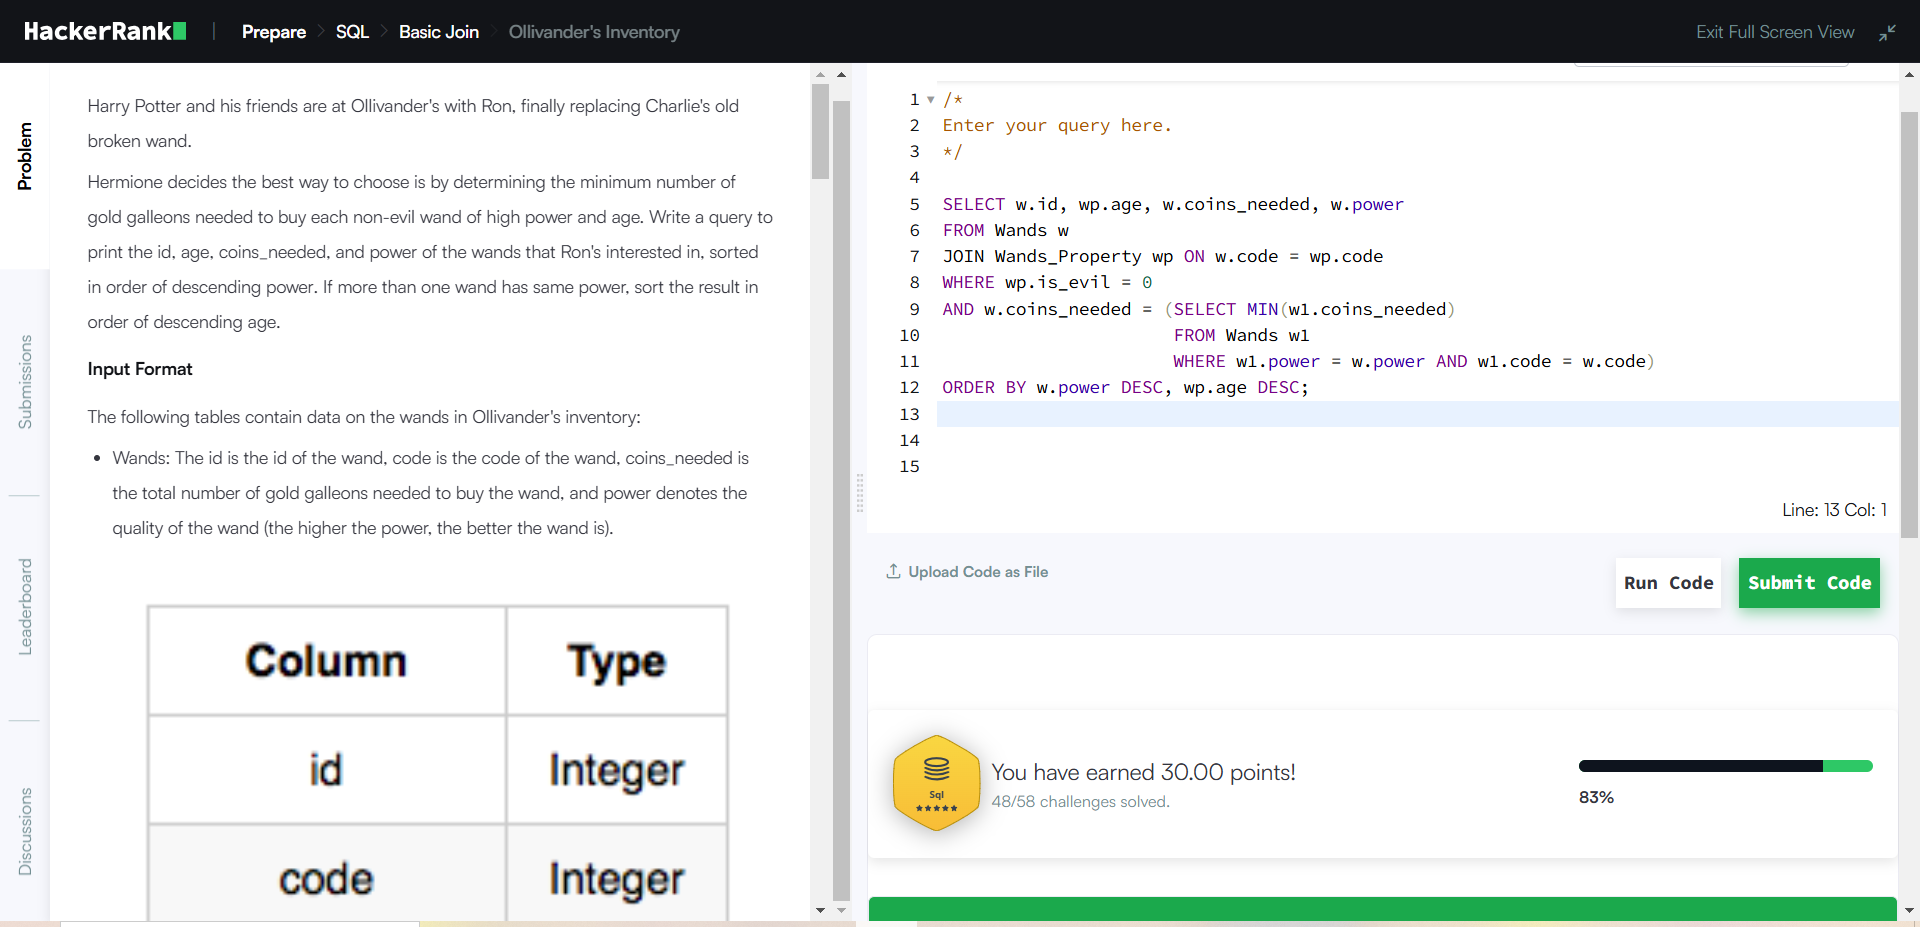 HackerRank | Prepare > SQL > Basic Join > Ollivander's Inventory
Exit Full Screen View
Problem
Submissions
Leaderboard
Discussions
Harry Potter and his friends are at Ollivander's with Ron, finally replacing Charlie's old
broken wand.
Hermione decides the best way to choose is by determining the minimum number of
gold galleons needed to buy each non-evil wand of high power and age. Write a query to
print the id, age, coins_needed, and power of the wands that Ron's interested in, sorted
in order of descending power. If more than one wand has same power, sort the result in
order of descending age.
Input Format
The following tables contain data on the wands in Ollivander's inventory:
• Wands: The id is the id of the wand, code is the code of the wand, coins_needed is
the total number of gold galleons needed to buy the wand, and power denotes the
quality of the wand (the higher the power, the better the wand is).
Column Type
id Integer
code Integer
1 /*
2 Enter your query here.
3 */
4
5 SELECT w.id, wp.age, w.coins_needed, w.power
6 FROM Wands w
7 JOIN Wands_Property wp ON w.code = wp.code
8 WHERE wp.is_evil = 0
9 AND w.coins_needed = (SELECT MIN(w1.coins_needed)
10 FROM Wands w1
11 WHERE w1.power = w.power AND w1.code = w.code)
12 ORDER BY w.power DESC, wp.age DESC;
13
14
15
Line: 13 Col: 1
Upload Code as File
Run Code
Submit Code
Sql
You have earned 30.00 points!
48/58 challenges solved.
83%